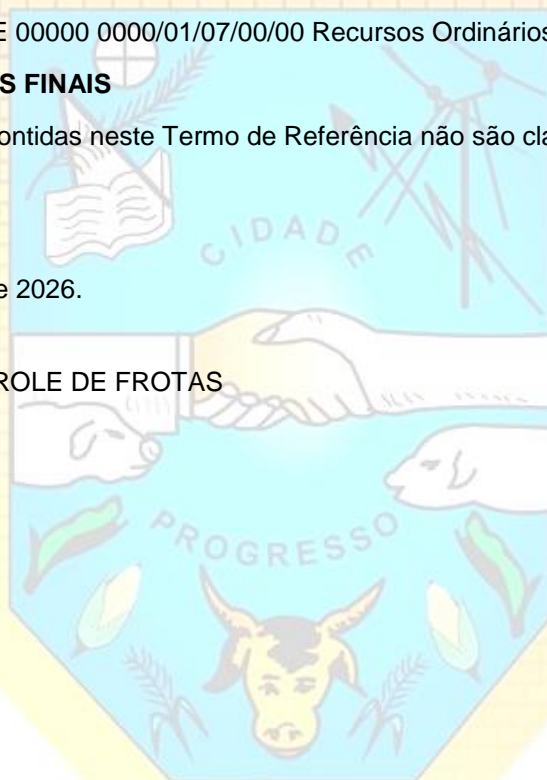 E 00000 0000/01/07/00/00 Recursos Ordinários
S FINAIS
ontidas neste Termo de Referência não são cla
CIDADE
e 2026.
ROLE DE FROTAS
PROGRESSO